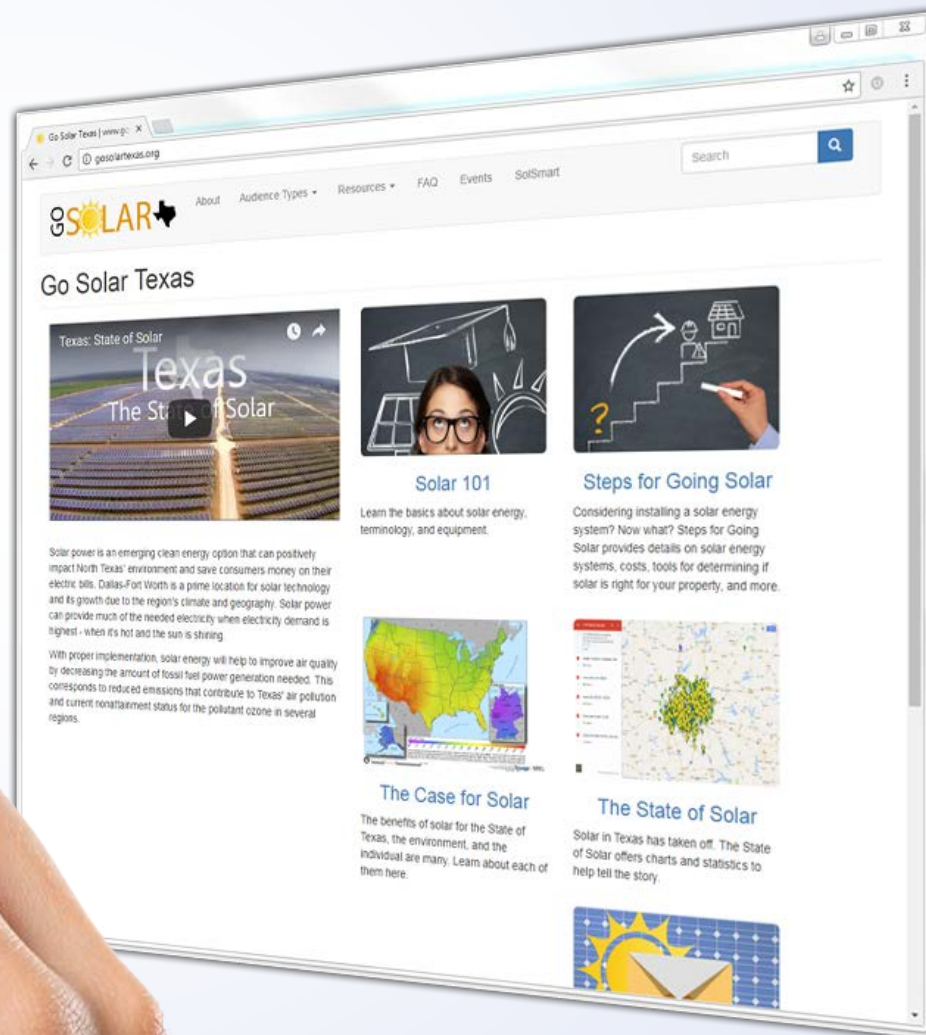 Go Solar Texas | www.go
gosolartexas.org
GO SOLAR
About Audience Types Resources FAQ Events SolSmart
Search
Go Solar Texas
Texas: State of Solar
Texas
The State of Solar
Solar power is an emerging clean energy option that can positively
impact North Texas' environment and save consumers money on their
electric bills. Dallas-Fort Worth is a prime location for solar technology
and its growth due to the region's climate and geography. Solar power
can provide much of the needed electricity when electricity demand is
highest - when it's hot and the sun is shining.
With proper implementation, solar energy will help to improve air quality
by decreasing the amount of fossil fuel power generation needed. This
corresponds to reduced emissions that contribute to Texas' air pollution
and current nonattainment status for the pollutant ozone in several
regions.
Solar 101
Learn the basics about solar energy,
terminology, and equipment.
?
Steps for Going Solar
Considering installing a solar energy
system? Now what? Steps for Going
Solar provides details on solar energy
systems, costs, tools for determining if
solar is right for your property, and more.
The Case for Solar
The benefits of solar for the State of
Texas, the environment, and the
individual are many. Learn about each of
them here.
The State of Solar
Solar in Texas has taken off. The State
of Solar offers charts and statistics to
help tell the story.